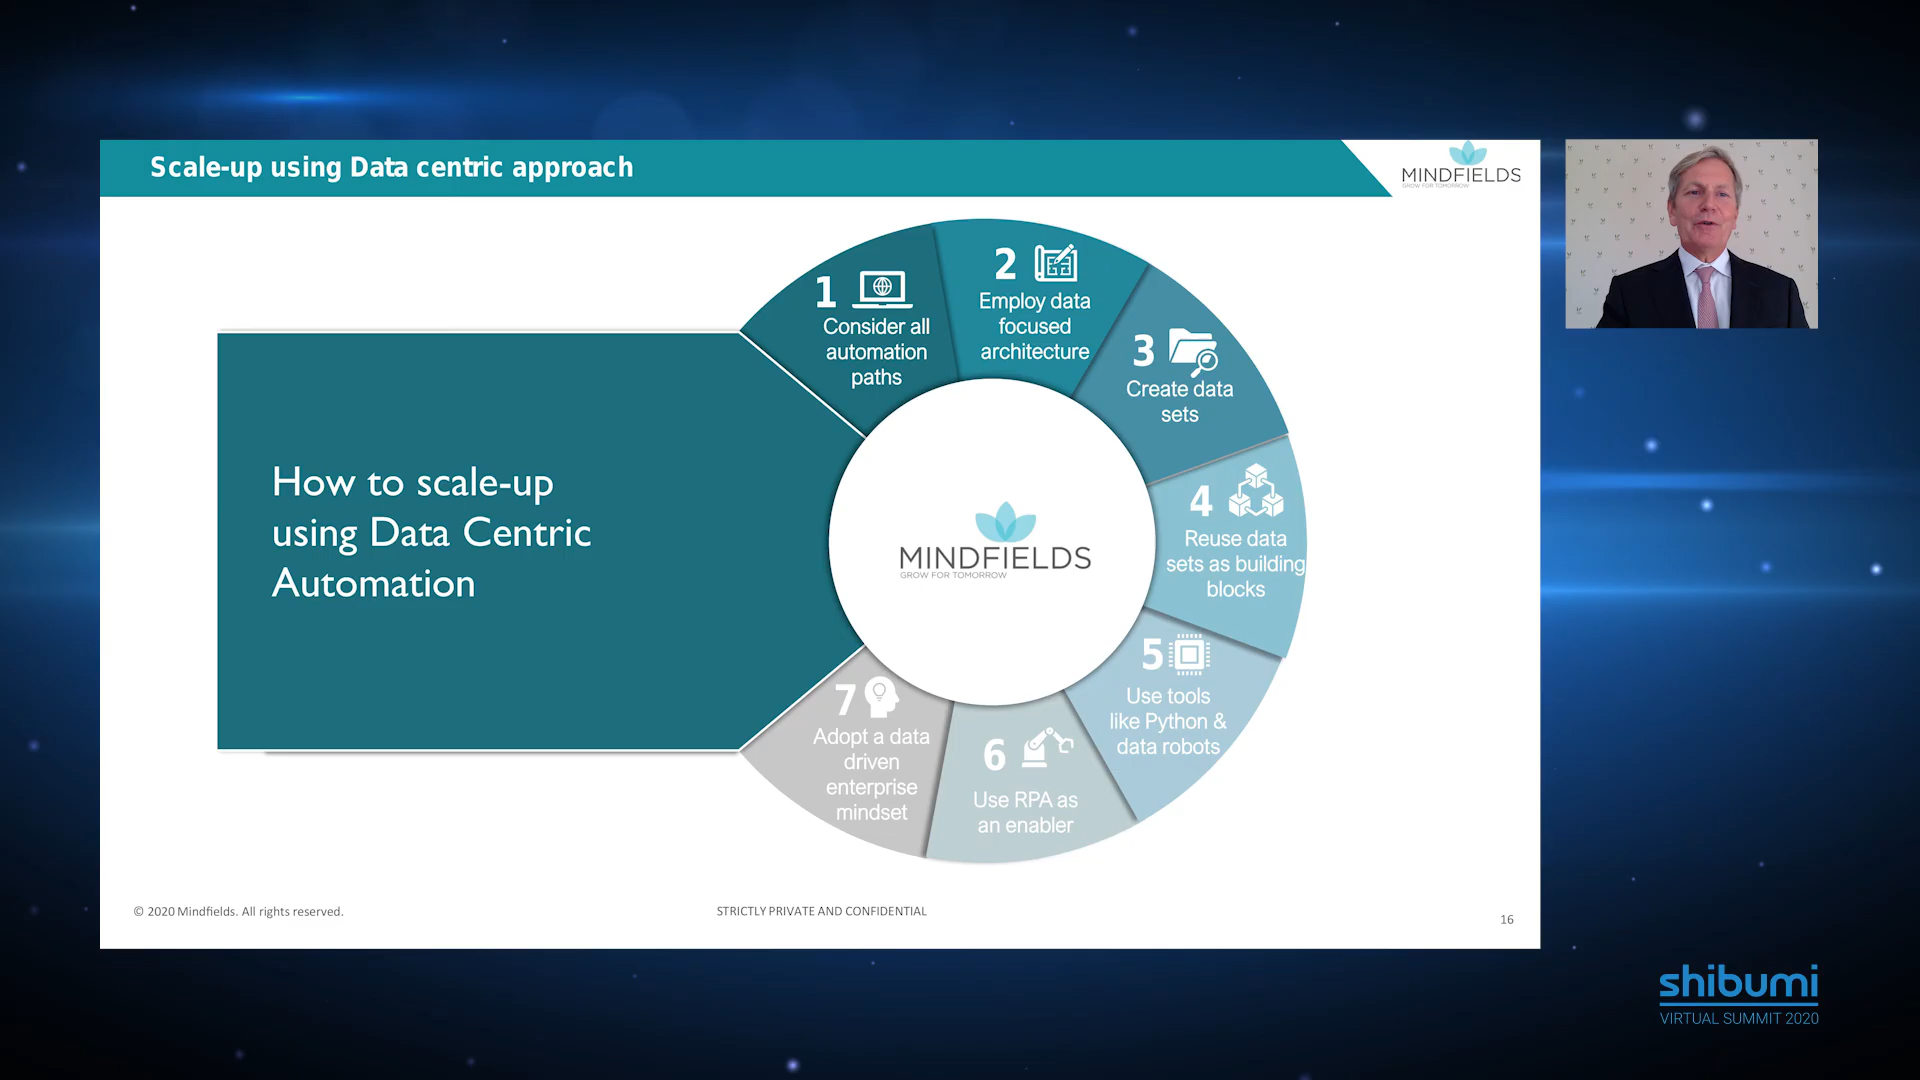 Scale-up using Data centric approach
MINDFIELDS
GROW FOR TOMORROW
How to scale-up
using Data Centric
Automation
1
Consider all
automation
paths
2
Employ data
focused
architecture
3
Create data
sets
4
Reuse data
sets as building
blocks
5
Use tools
like Python &
data robots
6
Use RPA as
an enabler
7
Adopt a data
driven
enterprise
mindset
MINDFIELDS
GROW FOR TOMORROW
© 2020 Mindfields. All rights reserved.
STRICTLY PRIVATE AND CONFIDENTIAL
16
shibumi
VIRTUAL SUMMIT 2020